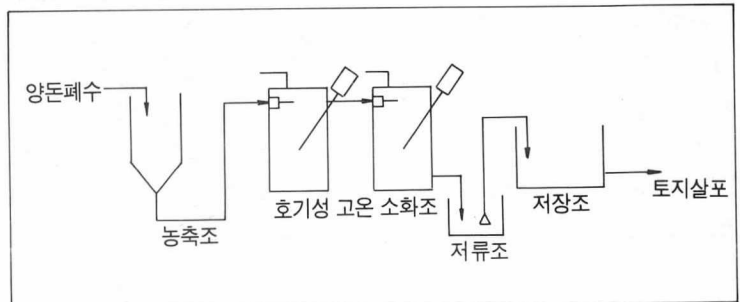 양돈폐수
농축조
호기성 고온 소화조
저류조
저장조
토지살포